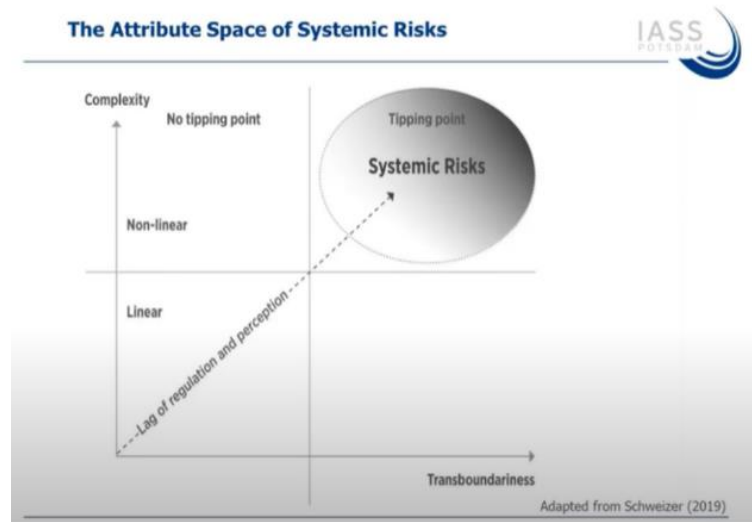 The Attribute Space of Systemic Risks
IASS
POTSDAM
Complexity
No tipping point
Tipping point
Systemic Risks
Non-linear
Linear
Lag of regulation and perception
Transboundariness
Adapted from Schweizer (2019)